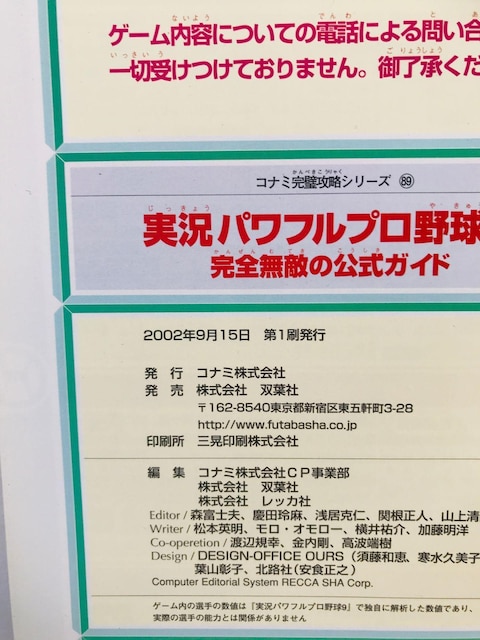 ゲーム内容についての電話による問い合
一切受けつけておりません。御了承くだ
コナミ完璧攻略シリーズ 89
実況パワフルプロ野球
完全無敵の公式ガイド
2002年9月15日 第1刷発行
発 行 コナミ株式会社
発 売 株式会社 双葉社
〒162-8540東京都新宿区東五軒町3-28
http://www.futabasha.co.jp
印刷所 三晃印刷株式会社
編 集 コナミ株式会社CP事業部
株式会社 双葉社
株式会社 レッカ社
Editor / 森富士夫、慶田玲麻、浅居克仁、関根正人、山上清
Writer / 松本英明、モロ・オモロー、横井祐介、加藤明洋
Co-operetion / 渡辺規幸、金内剛、高波端樹
Design / DESIGN-OFFICE OURS(須藤和恵、寒水久美子
葉山彰子、北路社(安食正之)
Computer Editorial System RECCA SHA Corp.
ゲーム内の選手の数値は『実況パワフルプロ野球9』で独自に解析した数値であり、
実際の選手の能力とは関係がありません